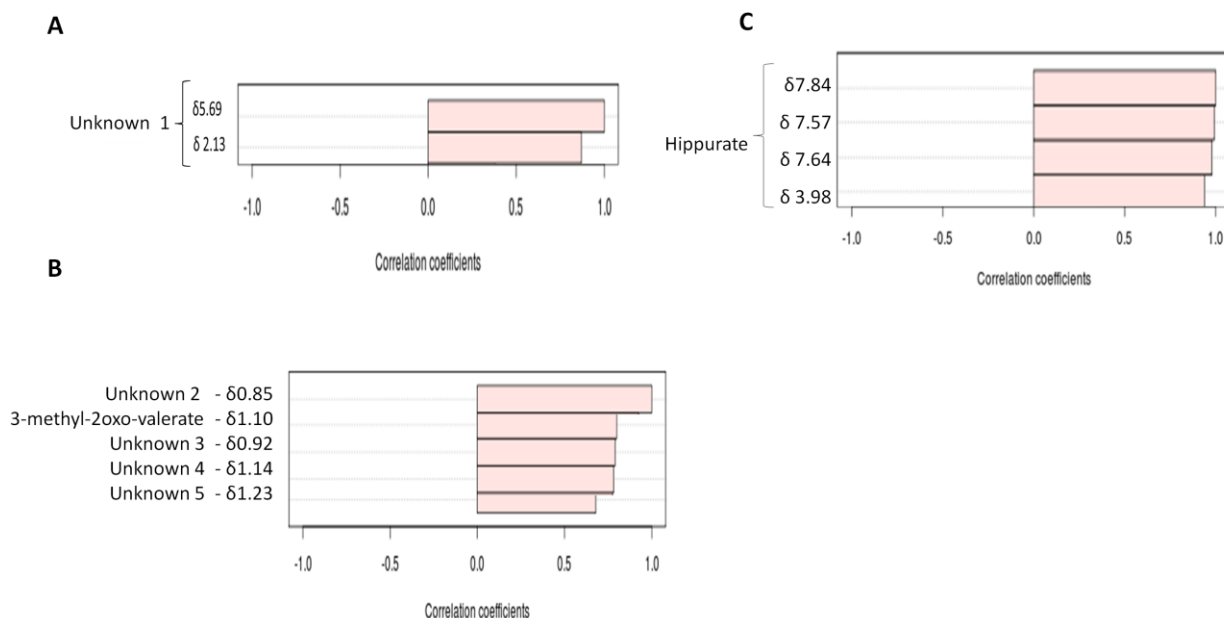 A
Unknown 1
δ5.69
δ 2.13
-1.0 -0.5 0.0 0.5 1.0
Correlation coefficients
B
Unknown 2 - δ0.85
3-methyl-2oxo-valerate - δ1.10
Unknown 3 - δ0.92
Unknown 4 - δ1.14
Unknown 5 - δ1.23
-1.0 -0.5 0.0 0.5 1.0
Correlation coefficients
C
Hippurate
δ7.84
δ 7.57
δ 7.64
δ 3.98
-1.0 -0.5 0.0 0.5 1.0
Correlation coefficients